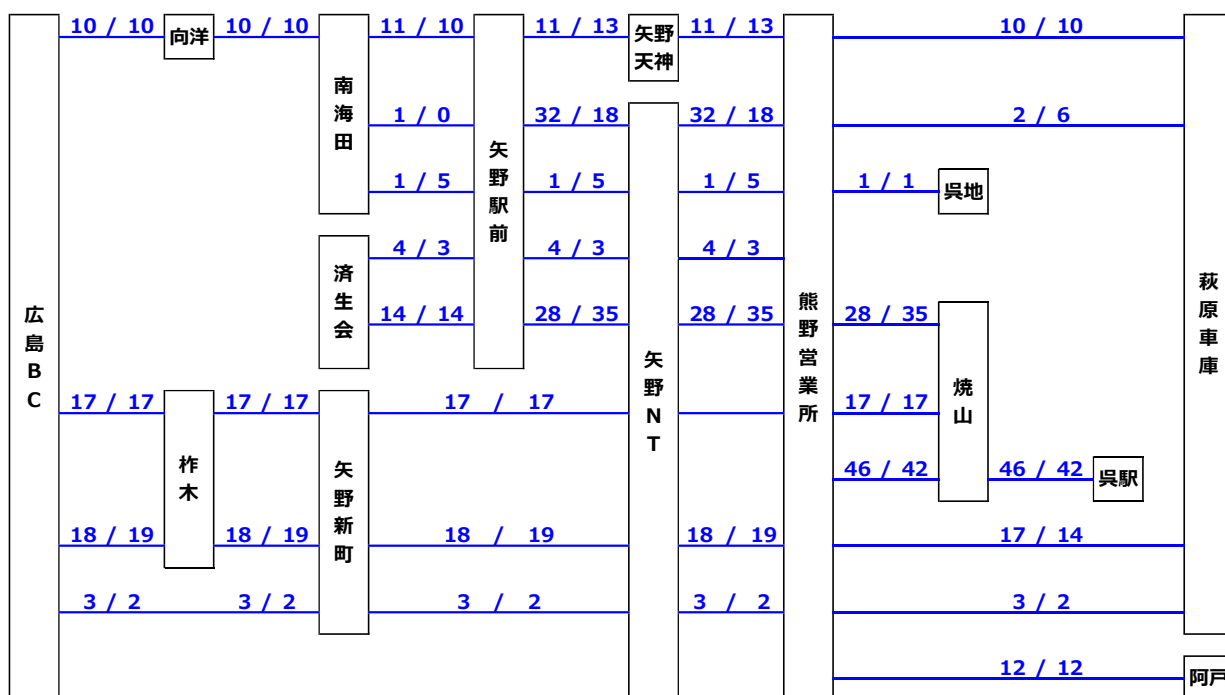 10 / 10 向洋 10 / 10 11 / 10 11 / 13 矢野天神 11 / 13 10 / 10
南海田 1 / 0 32 / 18 32 / 18 2 / 6
矢野駅前
1 / 5 1 / 5 1 / 5 1 / 1 呉地
済生会 4 / 3 4 / 3 4 / 3
14 / 14 28 / 35 28 / 35 28 / 35
広島BC
矢野NT
熊野営業所
焼山
萩原車庫
17 / 17 17 / 17 17 / 17 17 / 17
柞木
矢野新町
46 / 42 46 / 42 呉駅
18 / 19 18 / 19 18 / 19 18 / 19 17 / 14
3 / 2 3 / 2 3 / 2 3 / 2 3 / 2
12 / 12 阿戸